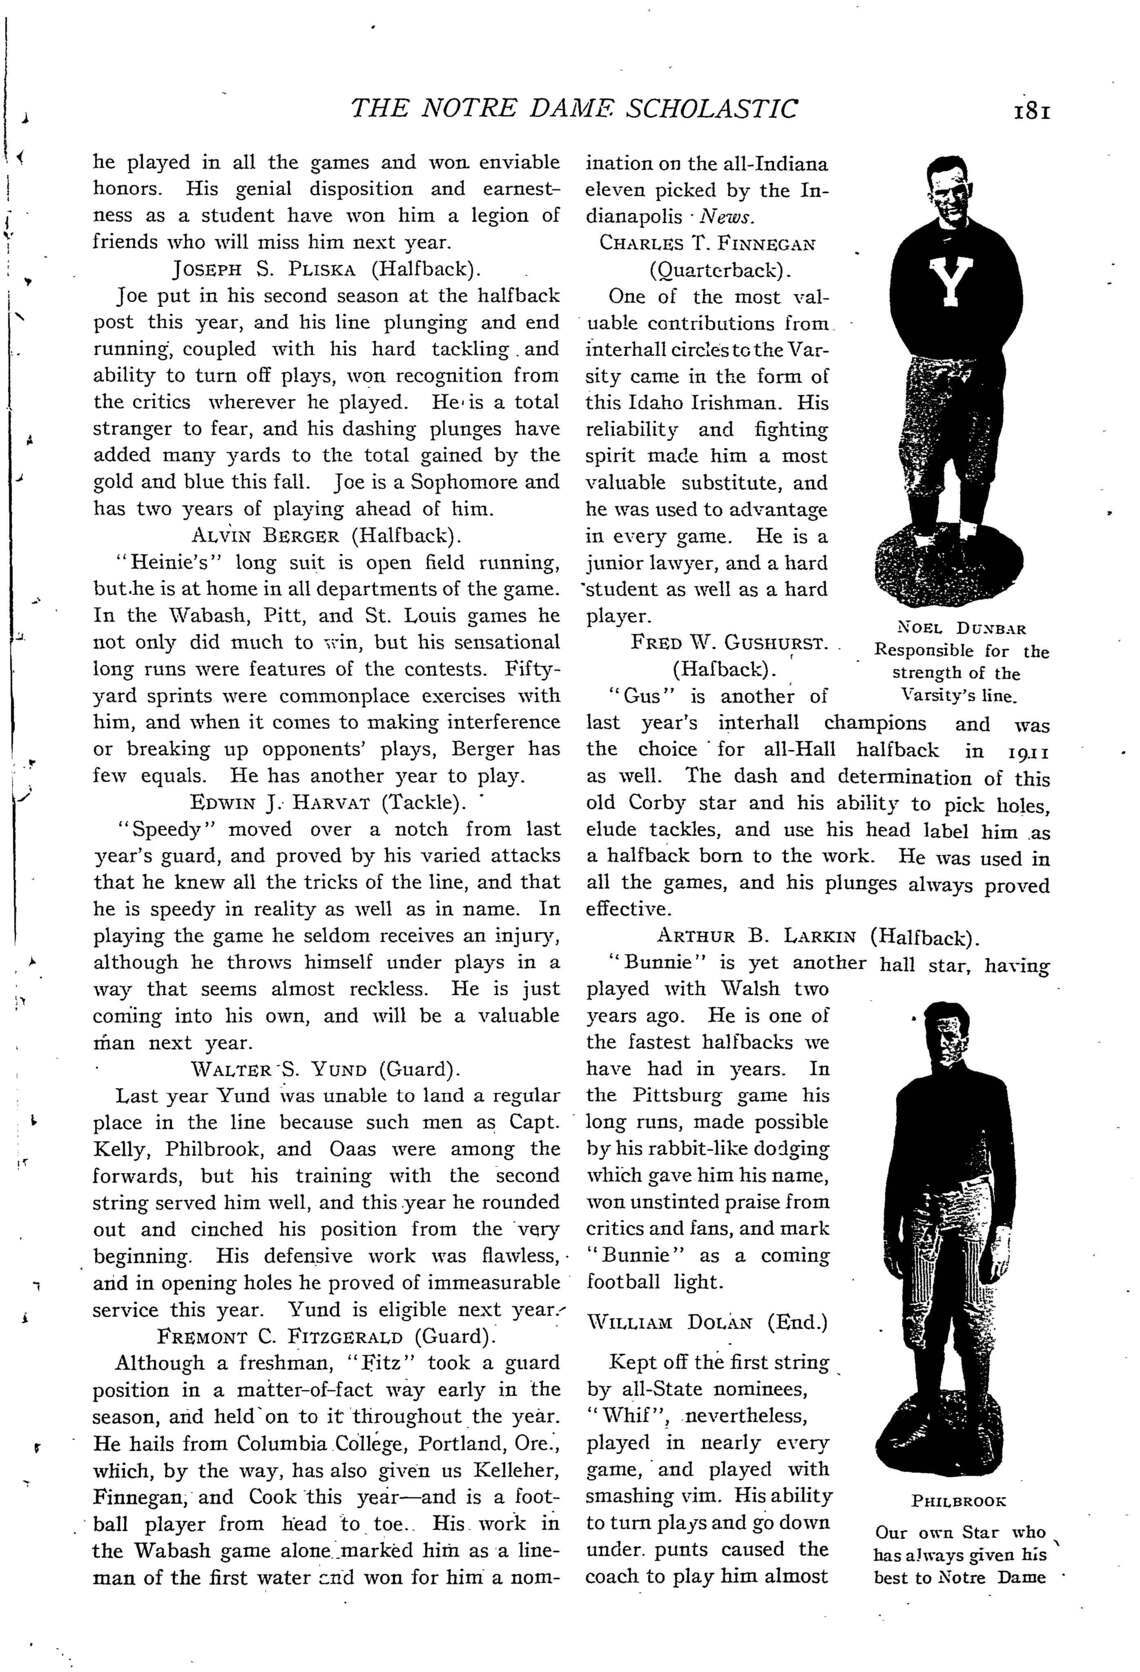 THE NOTRE DAME SCHOLASTIC 181
he played in all the games and won enviable
honors. His genial disposition and earnest-
ness as a student have won him a legion of
friends who will miss him next year.
JOSEPH S. PLISKA (Halfback).
Joe put in his second season at the halfback
post this year, and his line plunging and end
running, coupled with his hard tackling and
ability to turn off plays, won recognition from
the critics wherever he played. He is a total
stranger to fear, and his dashing plunges have
added many yards to the total gained by the
gold and blue this fall. Joe is a Sophomore and
has two years of playing ahead of him.
ALVIN BERGER (Halfback).
"Heinie's" long suit is open field running,
but he is at home in all departments of the game.
In the Wabash, Pitt, and St. Louis games he
not only did much to win, but his sensational
long runs were features of the contests. Fifty-
yard sprints were commonplace exercises with
him, and when it comes to making interference
or breaking up opponents' plays, Berger has
few equals. He has another year to play.
EDWIN J. HARVAT (Tackle).
"Speedy" moved over a notch from last
year's guard, and proved by his varied attacks
that he knew all the tricks of the line, and that
he is speedy in reality as well as in name. In
playing the game he seldom receives an injury,
although he throws himself under plays in a
way that seems almost reckless. He is just
coming into his own, and will be a valuable
man next year.
WALTER S. YUND (Guard).
Last year Yund was unable to land a regular
place in the line because such men as Capt.
Kelly, Philbrook, and Oaas were among the
forwards, but his training with the second
string served him well, and this year he rounded
out and cinched his position from the very
beginning. His defensive work was flawless,
and in opening holes he proved of immeasurable
service this year. Yund is eligible next year.
FREMONT C. FITZGERALD (Guard).
Although a freshman, "Fitz" took a guard
position in a matter-of-fact way early in the
season, and held on to it throughout the year.
He hails from Columbia College, Portland, Ore.,
which, by the way, has also given us Kelleher,
Finnegan, and Cook this year—and is a foot-
ball player from head to toe. His work in
the Wabash game alone marked him as a line-
man of the first water and won for him a nom-
ination on the all-Indiana
eleven picked by the In-
dianapolis News.
CHARLES T. FINNEGAN
(Quarterback).
One of the most val-
uable contributions from
interhall circles to the Var-
sity came in the form of
this Idaho Irishman. His
reliability and fighting
spirit made him a most
valuable substitute, and
he was used to advantage
in every game. He is a
junior lawyer, and a hard
student as well as a hard
player.
FRED W. GUSHURST.
(Hafback).
"Gus" is another of
last year's interhall champions and was
the choice for all-Hall halfback in 1911
as well. The dash and determination of this
old Corby star and his ability to pick holes,
elude tackles, and use his head label him as
a halfback born to the work. He was used in
all the games, and his plunges always proved
effective.
ARTHUR B. LARKIN (Halfback).
"Bunnie" is yet another hall star, having
played with Walsh two
years ago. He is one of
the fastest halfbacks we
have had in years. In
the Pittsburg game his
long runs, made possible
by his rabbit-like dodging
which gave him his name,
won unstinted praise from
critics and fans, and mark
"Bunnie" as a coming
football light.
WILLIAM DOLAN (End.)
Kept off the first string
by all-State nominees,
"Whif", nevertheless,
played in nearly every
game, and played with
smashing vim. His ability
to turn plays and go down
under punts caused the
coach to play him almost
Y
NOEL DUNBAR
Responsible for the
strength of the
Varsity's line.
PHILBROOK
Our own Star who
has always given his
best to Notre Dame